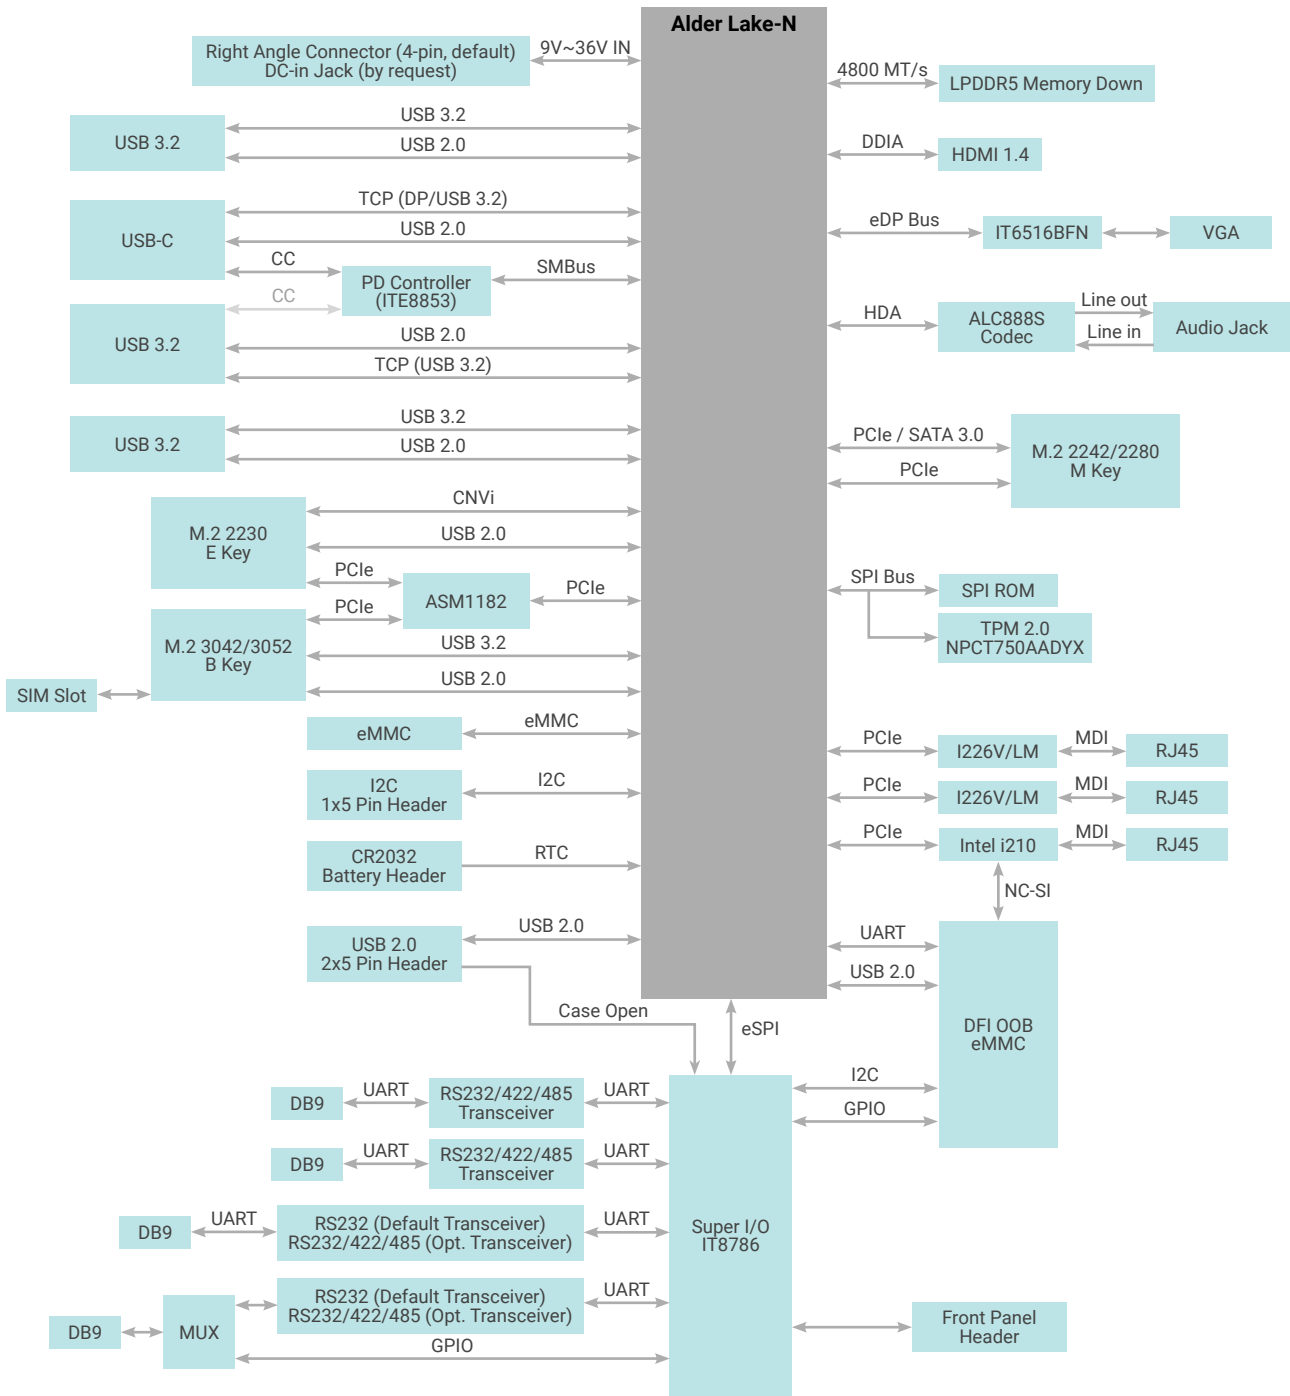 Alder Lake-N
Right Angle Connector (4-pin, default)
DC-in Jack (by request)
9V~36V IN
USB 3.2
USB 3.2
USB 2.0
USB-C
TCP (DP/USB 3.2)
USB 2.0
CC
PD Controller
(ITE8853)
SMBus
CC
USB 3.2
USB 2.0
TCP (USB 3.2)
USB 3.2
USB 3.2
USB 2.0
M.2 2230
E Key
CNVi
USB 2.0
PCIe
ASM1182
PCIe
PCIe
M.2 3042/3052
B Key
USB 3.2
USB 2.0
SIM Slot
eMMC
eMMC
I2C
1x5 Pin Header
I2C
CR2032
Battery Header
RTC
USB 2.0
2x5 Pin Header
USB 2.0
Case Open
eSPI
4800 MT/s
LPDDR5 Memory Down
DDIA
HDMI 1.4
eDP Bus
IT6516BFN
VGA
HDA
ALC888S
Codec
Line out
Line in
Audio Jack
PCIe / SATA 3.0
PCIe
M.2 2242/2280
M Key
SPI Bus
SPI ROM
TPM 2.0
NPCT750AADYX
PCIe
I226V/LM
MDI
RJ45
PCIe
I226V/LM
MDI
RJ45
PCIe
Intel i210
MDI
RJ45
NC-SI
UART
USB 2.0
DFI OOB
eMMC
I2C
GPIO
DB9
UART
RS232/422/485
Transceiver
UART
DB9
UART
RS232/422/485
Transceiver
UART
DB9
UART
RS232 (Default Transceiver)
RS232/422/485 (Opt. Transceiver)
UART
Super I/O
IT8786
DB9
MUX
RS232 (Default Transceiver)
RS232/422/485 (Opt. Transceiver)
UART
GPIO
Front Panel
Header